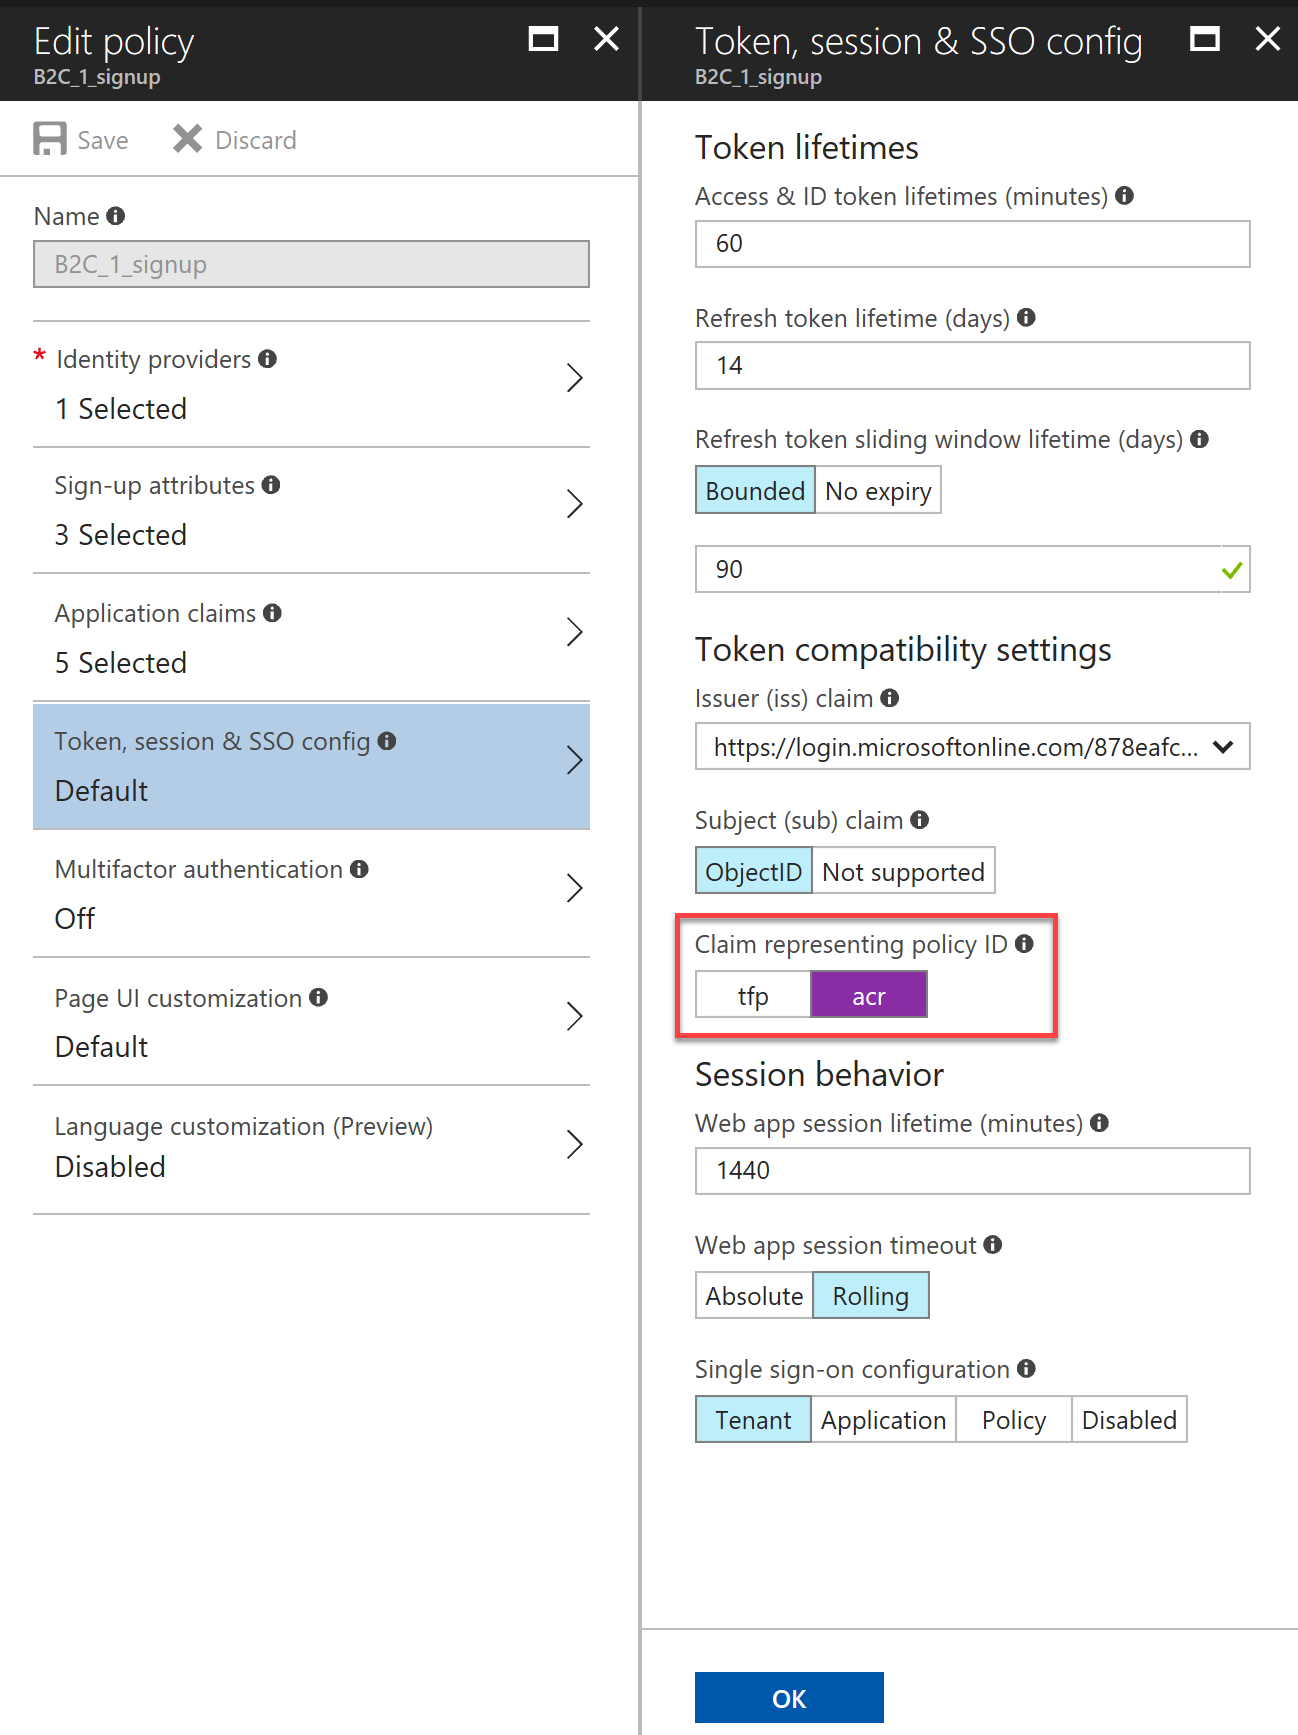 Edit policy
B2C_1_signup
Save
Discard
Name
B2C_1_signup
* Identity providers
1 Selected
Sign-up attributes
3 Selected
Application claims
5 Selected
Token, session & SSO config
Default
Multifactor authentication
Off
Page UI customization
Default
Language customization (Preview)
Disabled
Token, session & SSO config
B2C_1_signup
Token lifetimes
Access & ID token lifetimes (minutes)
60
Refresh token lifetime (days)
14
Refresh token sliding window lifetime (days)
Bounded No expiry
90
Token compatibility settings
Issuer (iss) claim
https://login.microsoftonline.com/878eafc...
Subject (sub) claim
ObjectID Not supported
Claim representing policy ID
tfp acr
Session behavior
Web app session lifetime (minutes)
1440
Web app session timeout
Absolute Rolling
Single sign-on configuration
Tenant Application Policy Disabled
OK